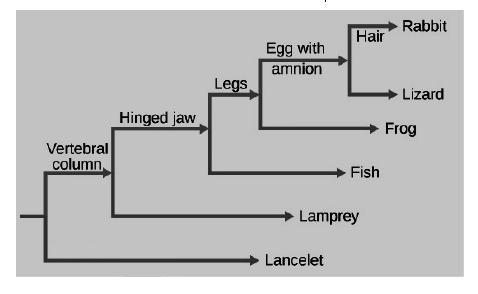 Rabbit
Hair
Egg with
amnion
Legs
Lizard
Hinged jaw
Frog
Vertebral
column
Fish
Lamprey
Lancelet